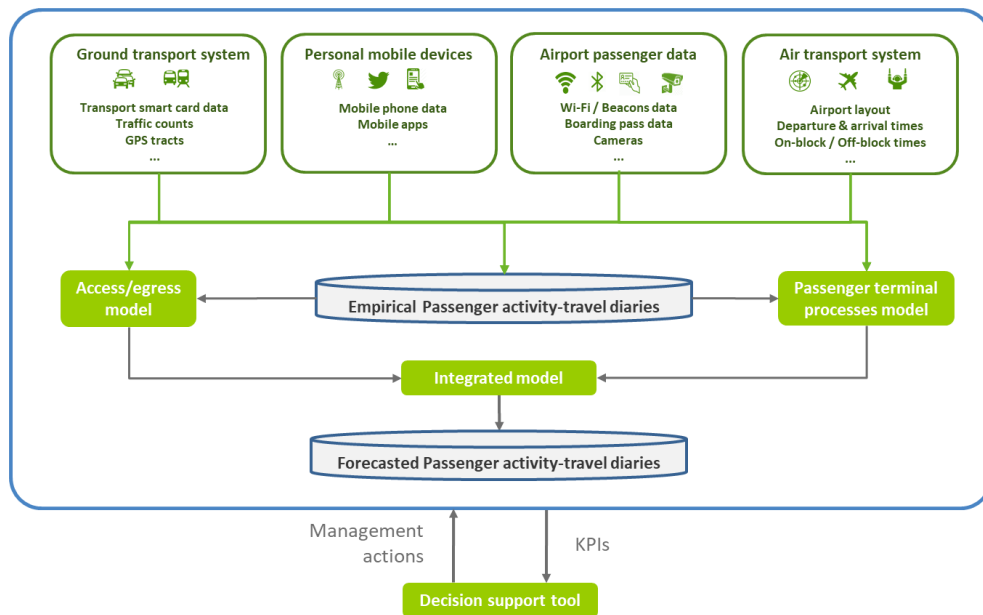 Ground transport system
Transport smart card data
Traffic counts
GPS tracts
...
Personal mobile devices
Mobile phone data
Mobile apps
...
Airport passenger data
Wi-Fi / Beacons data
Boarding pass data
Cameras
...
Air transport system
Airport layout
Departure & arrival times
On-block / Off-block times
...
Access/egress
model
Empirical Passenger activity-travel diaries
Passenger terminal
processes model
Integrated model
Forecasted Passenger activity-travel diaries
Management
actions
KPIs
Decision support tool